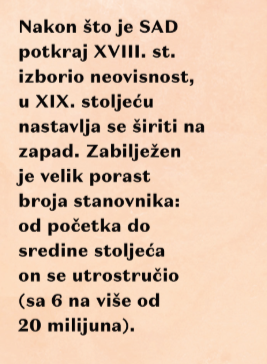 Nakon što je SAD
potkraj XVIII. st.
izborio neovisnost,
u XIX. stoljeću
nastavlja se širiti na
zapad. Zabilježen
je velik porast
broja stanovnika:
od početka do
sredine stoljeća
on se utrostručio
(sa 6 na više od
20 milijuna).